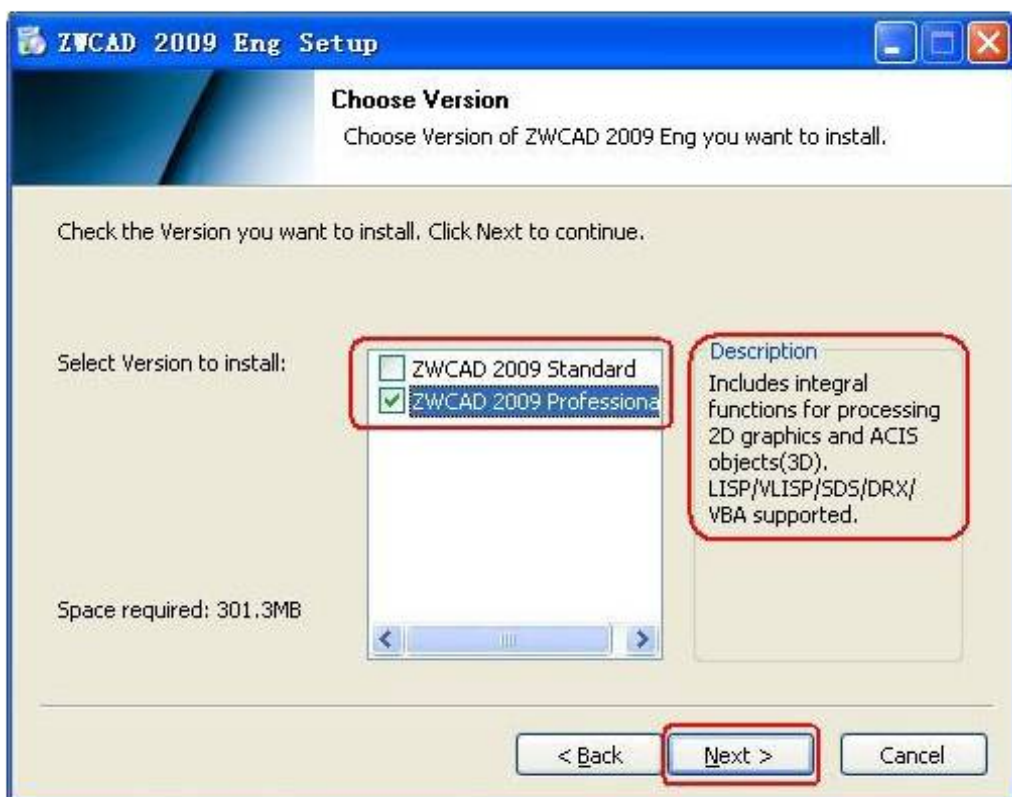 ZWCAD 2009 Eng Setup
Choose Version
Choose Version of ZWCAD 2009 Eng you want to install.
Check the Version you want to install. Click Next to continue.
Select Version to install:
ZWCAD 2009 Standard
ZWCAD 2009 Professiona
Description
Includes integral
functions for processing
2D graphics and ACIS
objects(3D).
LISP/VLISP/SDS/DRX/
VBA supported.
Space required: 301.3MB
< Back
Next >
Cancel